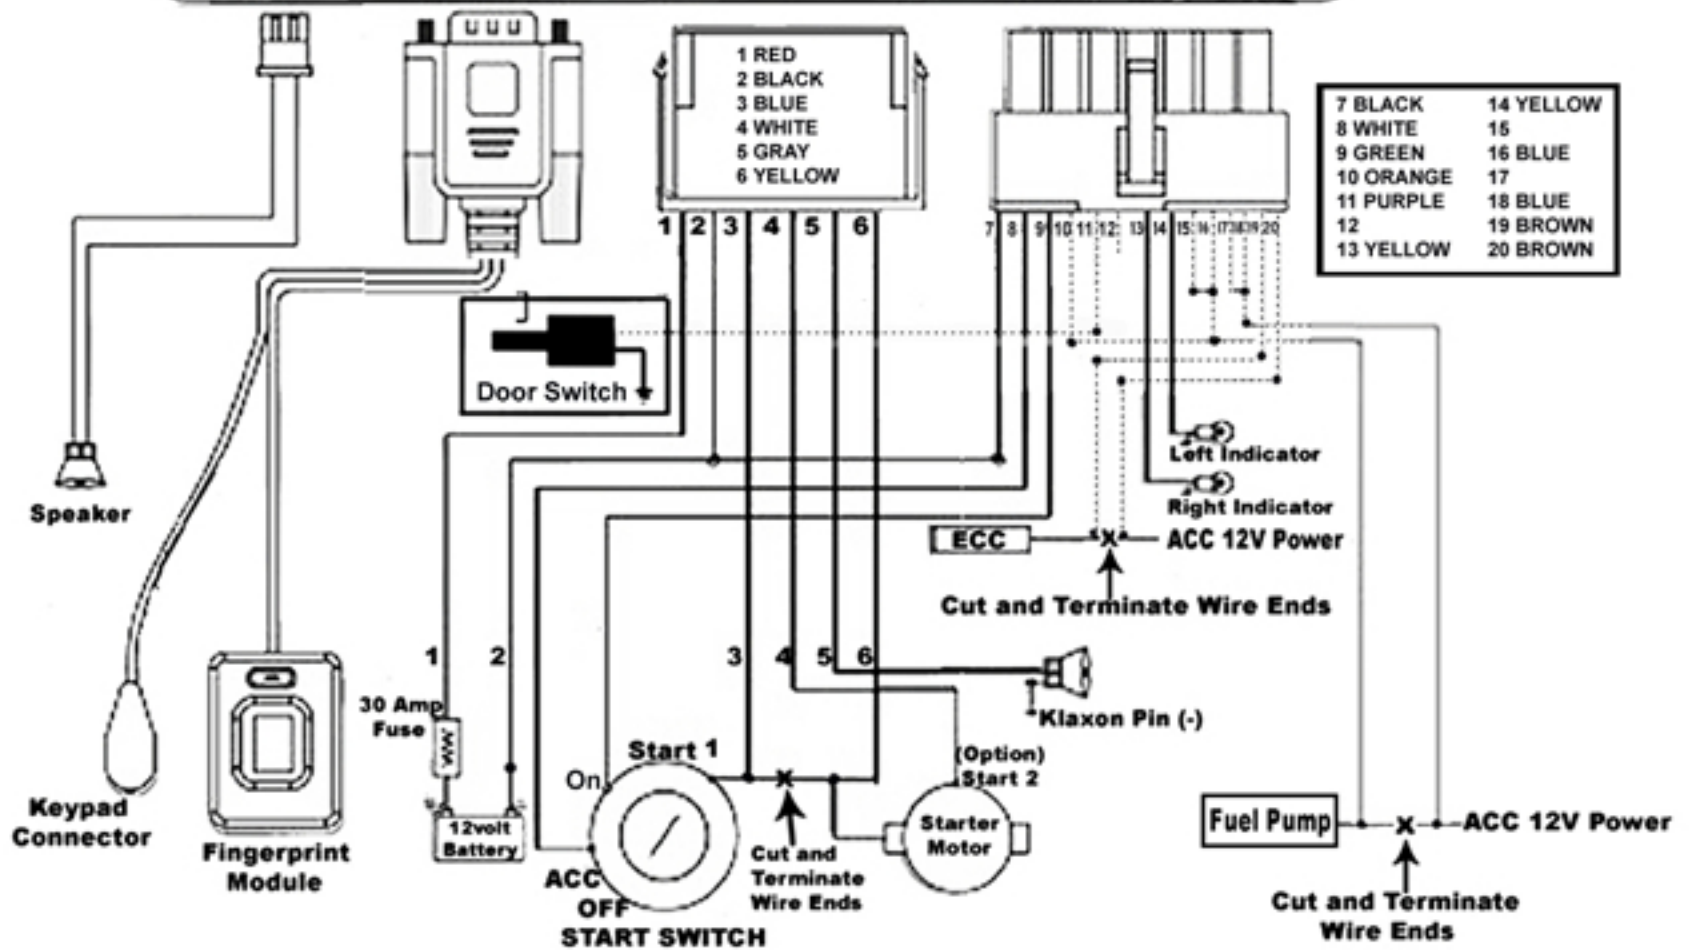 1 RED
2 BLACK
3 BLUE
4 WHITE
5 GRAY
6 YELLOW
7 BLACK
8 WHITE
9 GREEN
10 ORANGE
11 PURPLE
12
13 YELLOW
14 YELLOW
15
16 BLUE
17
18 BLUE
19 BROWN
20 BROWN
1 2 3 4 5 6
7 8 9 10 11 12 13 14 15 16 17 18 19 20
Door Switch
Speaker
Left Indicator
Right Indicator
ECC
ACC 12V Power
Cut and Terminate Wire Ends
1 2 3 4 5 6
30 Amp
Fuse
Klaxon Pin (-)
Start 1
(Option)
Start 2
On
Keypad
Connector
Fingerprint
Module
12volt
Battery
ACC
OFF
START SWITCH
Cut and
Terminate
Wire Ends
Starter
Motor
Fuel Pump
ACC 12V Power
Cut and Terminate
Wire Ends